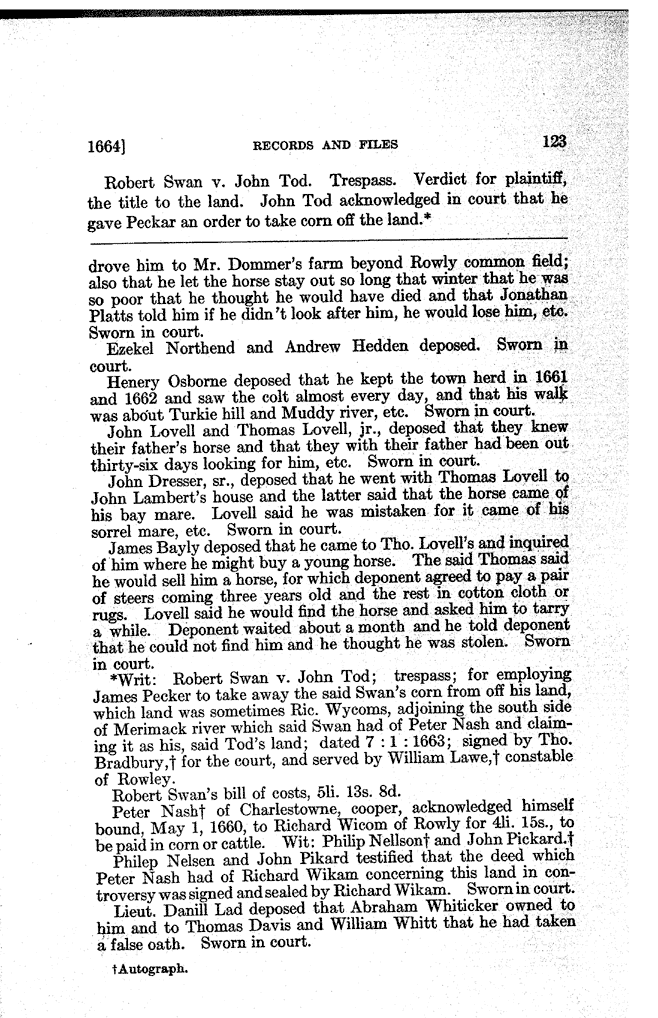 1664] RECORDS AND FILES 123
Robert Swan v. John Tod. Trespass. Verdict for plaintiff,
the title to the land. John Tod acknowledged in court that he
gave Peckar an order to take corn off the land.*
drove him to Mr. Dommer's farm beyond Rowly common field;
also that he let the horse stay out so long that winter that he was
so poor that he thought he would have died and that Jonathan
Platts told him if he didn't look after him, he would lose him, etc.
Sworn in court.
Ezekel Northend and Andrew Hedden deposed. Sworn in
court.
Henery Osborne deposed that he kept the town herd in 1661
and 1662 and saw the colt almost every day, and that his walk
was about Turkie hill and Muddy river, etc. Sworn in court.
John Lovell and Thomas Lovell, jr., deposed that they knew
their father's horse and that they with their father had been out
thirty-six days looking for him, etc. Sworn in court.
John Dresser, sr., deposed that he went with Thomas Lovell to
John Lambert's house and the latter said that the horse came of
his bay mare. Lovell said he was mistaken for it came of his
sorrel mare, etc. Sworn in court.
James Bayly deposed that he came to Tho. Lovell's and inquired
of him where he might buy a young horse. The said Thomas said
he would sell him a horse, for which deponent agreed to pay a pair
of steers coming three years old and the rest in cotton cloth or
rugs. Lovell said he would find the horse and asked him to tarry
a while. Deponent waited about a month and he told deponent
that he could not find him and he thought he was stolen. Sworn
in court.
*Writ: Robert Swan v. John Tod; trespass; for employing
James Pecker to take away the said Swan's corn from off his land,
which land was sometimes Ric. Wycoms, adjoining the south side
of Merimack river which said Swan had of Peter Nash and claim-
ing it as his, said Tod's land; dated 7 : 1 : 1663; signed by Tho.
Bradbury,† for the court, and served by William Lawe,† constable
of Rowley.
Robert Swan's bill of costs, 5li. 13s. 8d.
Peter Nash† of Charlestowne, cooper, acknowledged himself
bound, May 1, 1660, to Richard Wicom of Rowly for 4li. 15s., to
be paid in corn or cattle. Wit: Philip Nellson† and John Pickard.†
Philep Nelsen and John Pikard testified that the deed which
Peter Nash had of Richard Wikam concerning this land in con-
troversy was signed and sealed by Richard Wikam. Sworn in court.
Lieut. Danill Lad deposed that Abraham Whiticker owned to
him and to Thomas Davis and William Whitt that he had taken
a false oath. Sworn in court.
†Autograph.